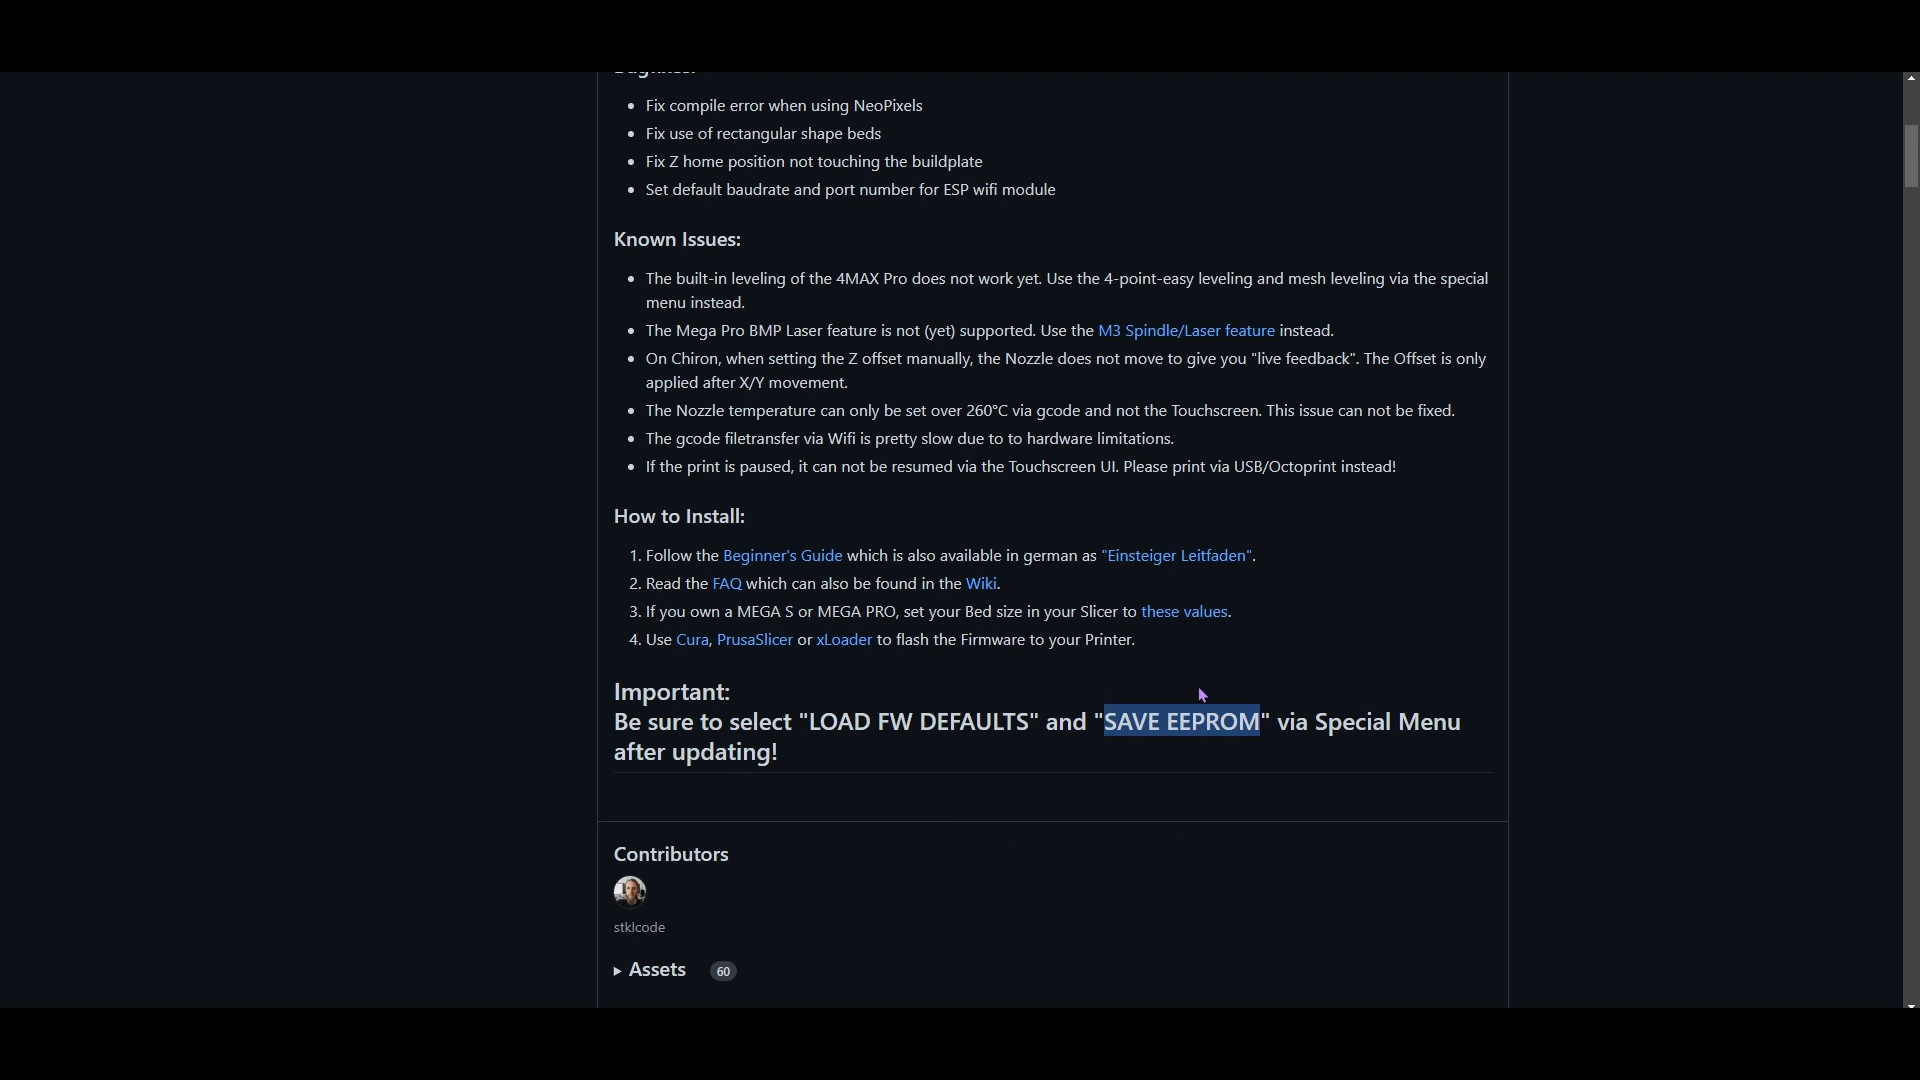 Fix compile error when using NeoPixels
Fix use of rectangular shape beds
Fix Z home position not touching the buildplate
Set default baudrate and port number for ESP wifi module
Known Issues:
The built-in leveling of the 4MAX Pro does not work yet. Use the 4-point-easy leveling and mesh leveling via the special
menu instead.
The Mega Pro BMP Laser feature is not (yet) supported. Use the M3 Spindle/Laser feature instead.
On Chiron, when setting the Z offset manually, the Nozzle does not move to give you "live feedback". The Offset is only
applied after X/Y movement.
The Nozzle temperature can only be set over 260°C via gcode and not the Touchscreen. This issue can not be fixed.
The gcode filetransfer via Wifi is pretty slow due to to hardware limitations.
If the print is paused, it can not be resumed via the Touchscreen UI. Please print via USB/Octoprint instead!
How to Install:
1. Follow the Beginner's Guide which is also available in german as "Einsteiger Leitfaden".
2. Read the FAQ which can also be found in the Wiki.
3. If you own a MEGA S or MEGA PRO, set your Bed size in your Slicer to these values.
4. Use Cura, PrusaSlicer or xLoader to flash the Firmware to your Printer.
Important:
Be sure to select "LOAD FW DEFAULTS" and "SAVE EEPROM" via Special Menu
after updating!
Contributors
stklcode
Assets 60